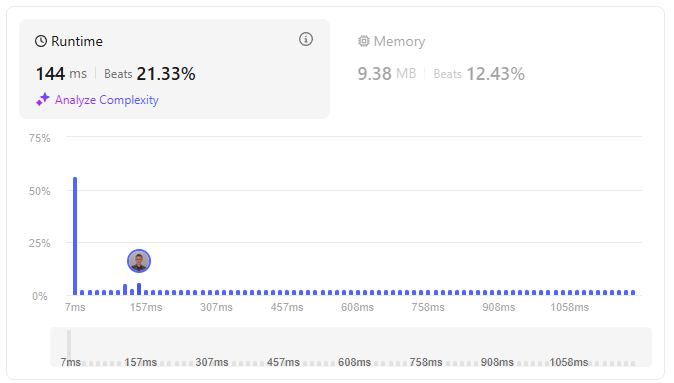 Runtime
144 ms Beats 21.33%
Analyze Complexity
Memory
9.38 MB Beats 12.43%
75%
50%
25%
0%
7ms 157ms 307ms 457ms 608ms 758ms 908ms 1058ms
7ms 157ms 307ms 457ms 608ms 758ms 908ms 1058ms